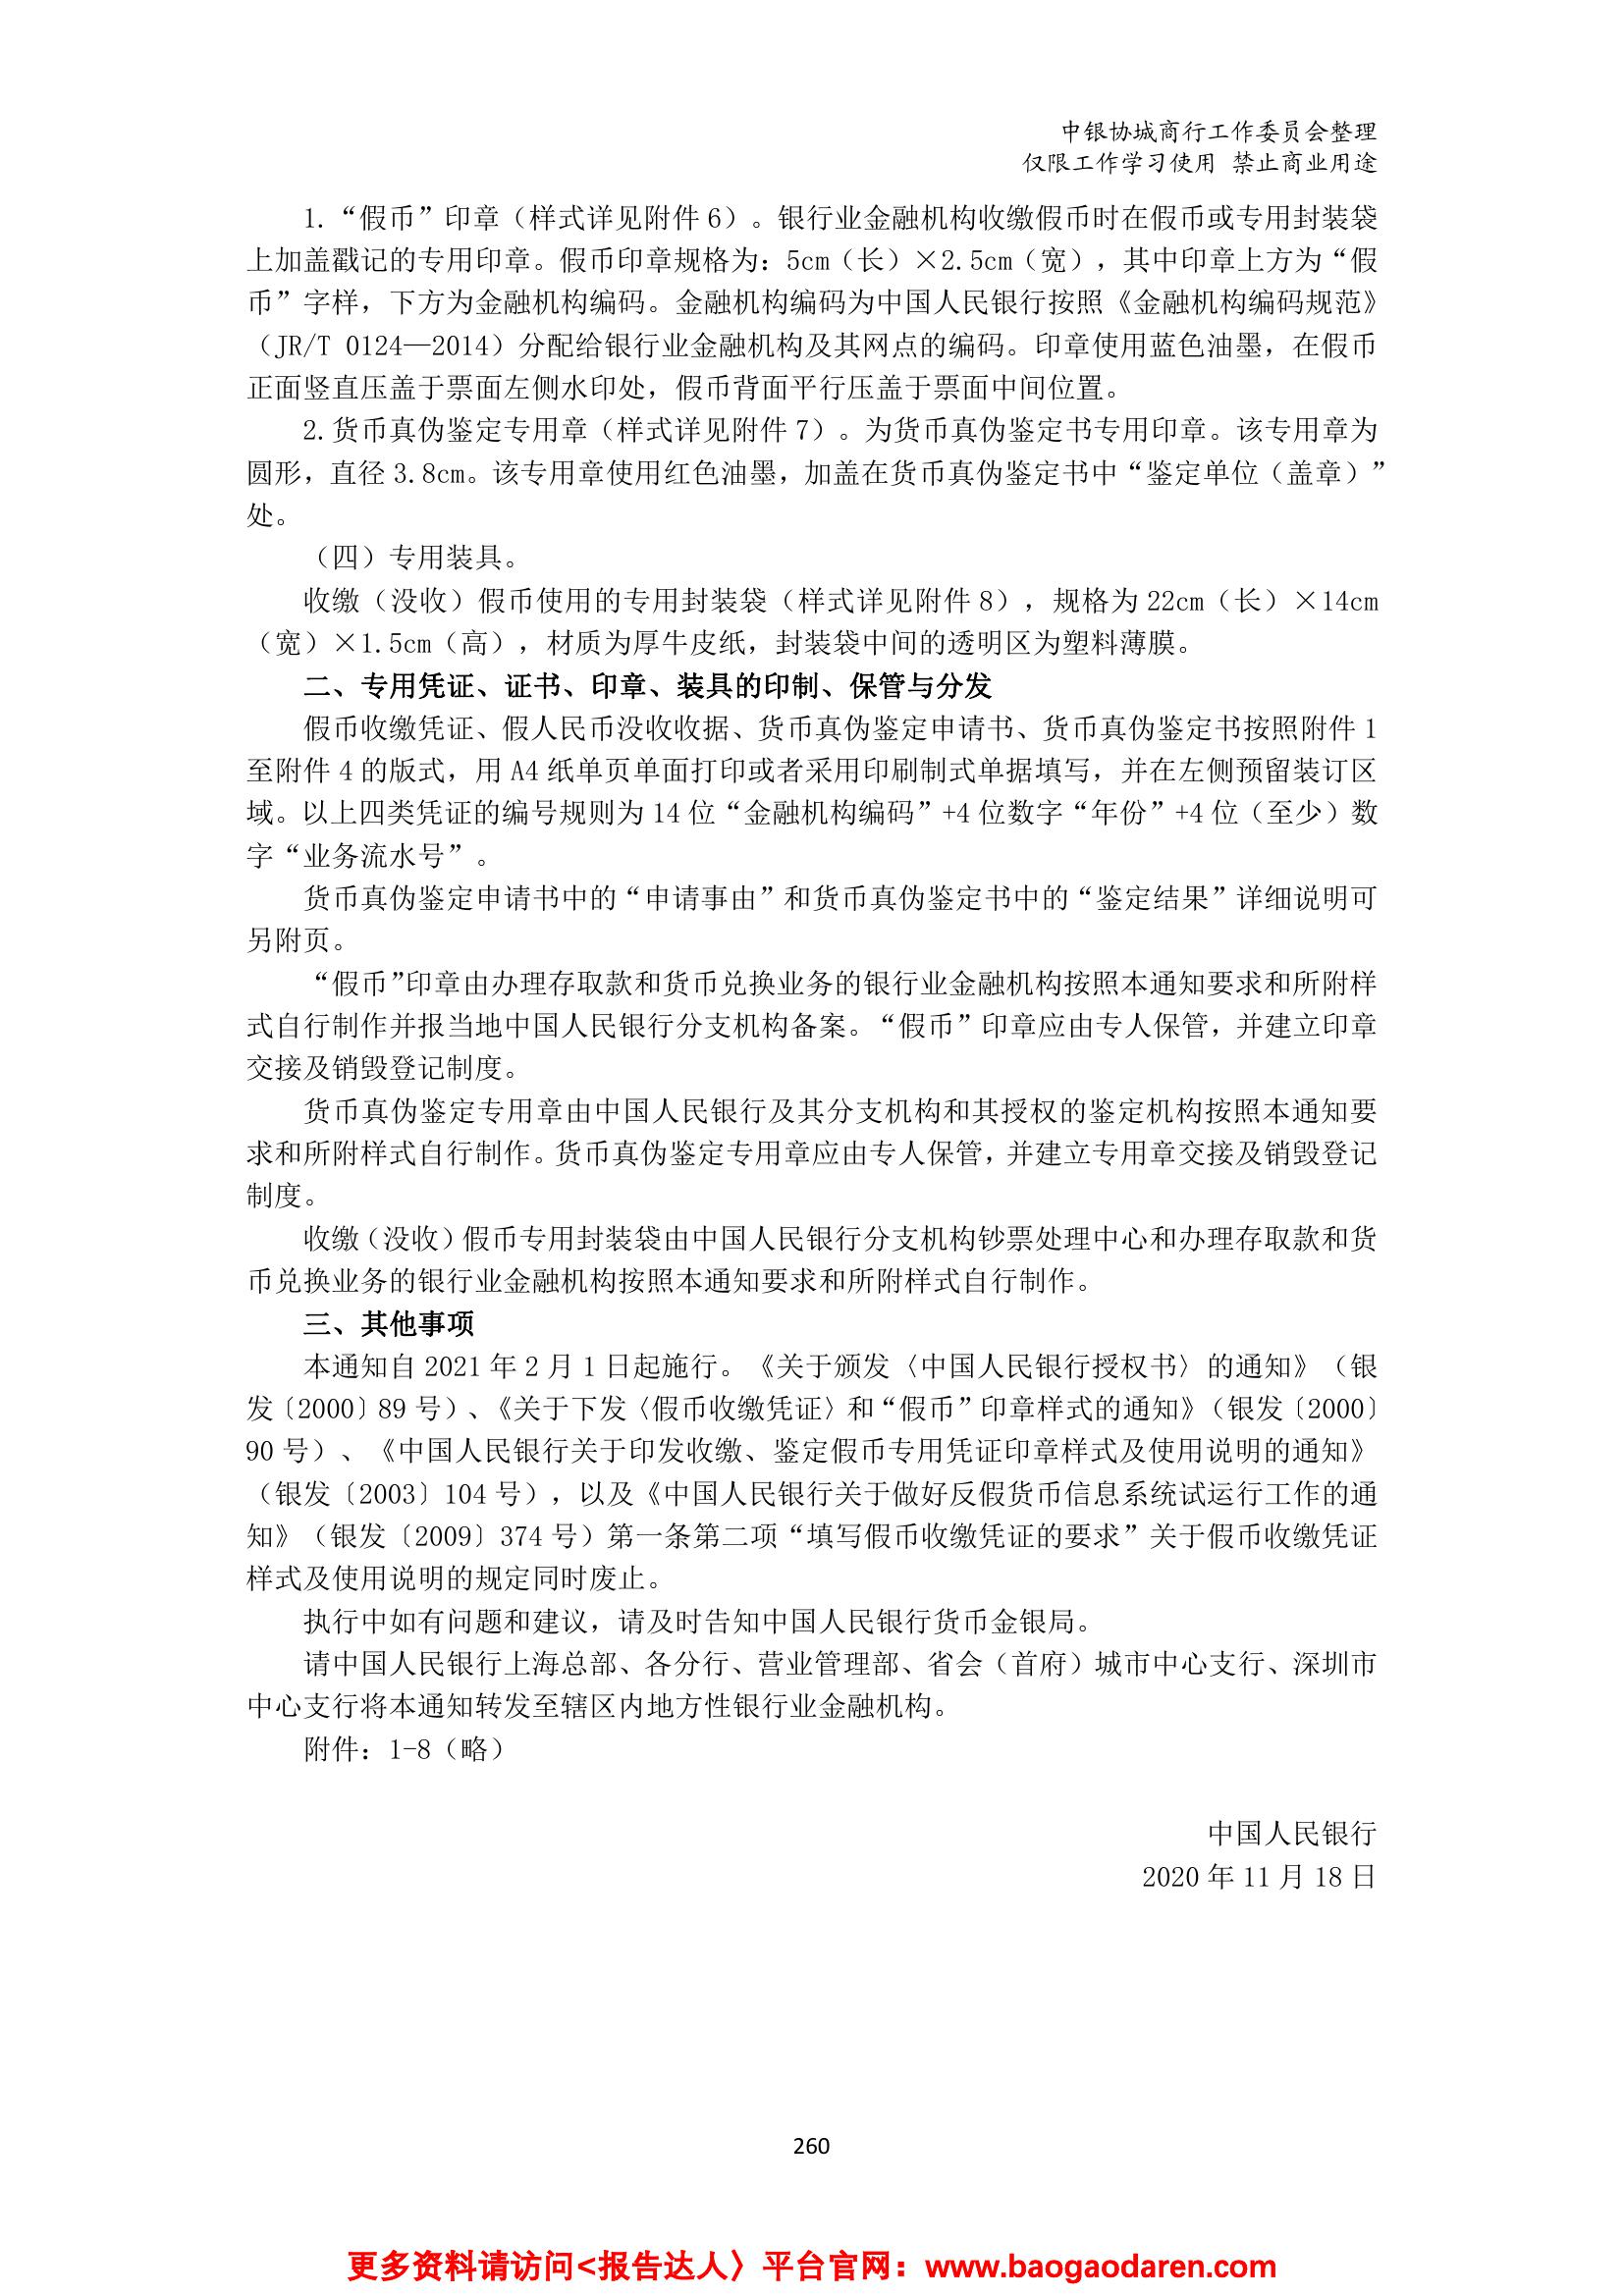 中银协城商行工作委员会整理
仅限工作学习使用 禁止商业用途
1.“假币”印章（样式详见附件 6）。银行业金融机构收缴假币时在假币或专用封装袋
上加盖戳记的专用印章。假币印章规格为：5cm（长）×2.5cm（宽），其中印章上方为“假
币”字样，下方为金融机构编码。金融机构编码为中国人民银行按照《金融机构编码规范》
（JR/T 0124—2014）分配给银行业金融机构及其网点的编码。印章使用蓝色油墨，在假币
正面竖直压盖于票面左侧水印处，假币背面平行压盖于票面中间位置。
2.货币真伪鉴定专用章（样式详见附件 7）。为货币真伪鉴定书专用印章。该专用章为
圆形，直径 3.8cm。该专用章使用红色油墨，加盖在货币真伪鉴定书中“鉴定单位（盖章）”
处。
（四）专用装具。
收缴（没收）假币使用的专用封装袋（样式详见附件 8），规格为 22cm（长）×14cm
（宽）×1.5cm（高），材质为厚牛皮纸，封装袋中间的透明区为塑料薄膜。
二、专用凭证、证书、印章、装具的印制、保管与分发
假币收缴凭证、假人民币没收收据、货币真伪鉴定申请书、货币真伪鉴定书按照附件 1
至附件 4 的版式，用 A4 纸单页单面打印或者采用印刷制式单据填写，并在左侧预留装订区
域。以上四类凭证的编号规则为 14 位“金融机构编码”+4 位数字“年份”+4 位（至少）数
字“业务流水号”。
货币真伪鉴定申请书中的“申请事由”和货币真伪鉴定书中的“鉴定结果”详细说明可
另附页。
“假币”印章由办理存取款和货币兑换业务的银行业金融机构按照本通知要求和所附样
式自行制作并报当地中国人民银行分支机构备案。“假币”印章应由专人保管，并建立印章
交接及销毁登记制度。
货币真伪鉴定专用章由中国人民银行及其分支机构和其授权的鉴定机构按照本通知要
求和所附样式自行制作。货币真伪鉴定专用章应由专人保管，并建立专用章交接及销毁登记
制度。
收缴（没收）假币专用封装袋由中国人民银行分支机构钞票处理中心和办理存取款和货
币兑换业务的银行业金融机构按照本通知要求和所附样式自行制作。
三、其他事项
本通知自 2021 年 2 月 1 日起施行。《关于颁发〈中国人民银行授权书〉的通知》（银
发〔2000〕89 号）、《关于下发〈假币收缴凭证〉和“假币”印章样式的通知》（银发〔2000〕
90 号）、《中国人民银行关于印发收缴、鉴定假币专用凭证印章样式及使用说明的通知》
（银发〔2003〕104 号），以及《中国人民银行关于做好反假货币信息系统试运行工作的通
知》（银发〔2009〕374 号）第一条第二项“填写假币收缴凭证的要求”关于假币收缴凭证
样式及使用说明的规定同时废止。
执行中如有问题和建议，请及时告知中国人民银行货币金银局。
请中国人民银行上海总部、各分行、营业管理部、省会（首府）城市中心支行、深圳市
中心支行将本通知转发至辖区内地方性银行业金融机构。
附件：1-8（略）
中国人民银行
2020 年 11 月 18 日
260
更多资料请访问<报告达人〉平台官网：www.baogaodaren.com